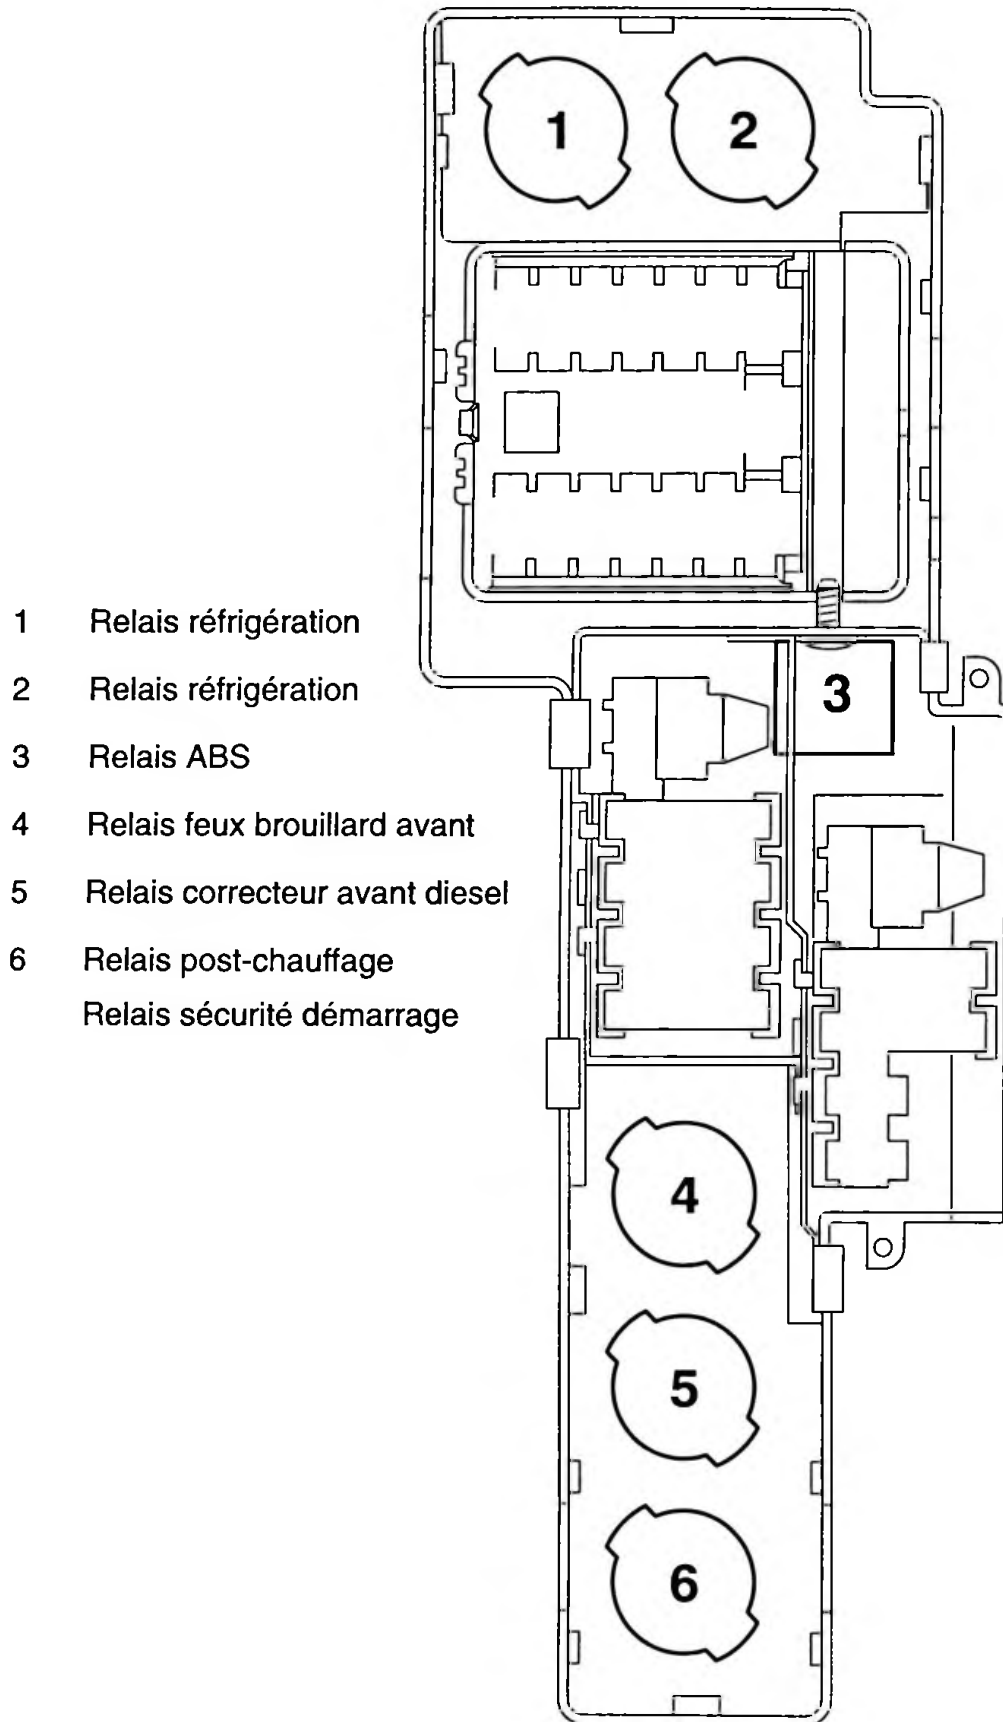 1
2
1 Relais réfrigération
2 Relais réfrigération
3 Relais ABS
4 Relais feux brouillard avant
5 Relais correcteur avant diesel
6 Relais post-chauffage
Relais sécurité démarrage
3
4
5
6